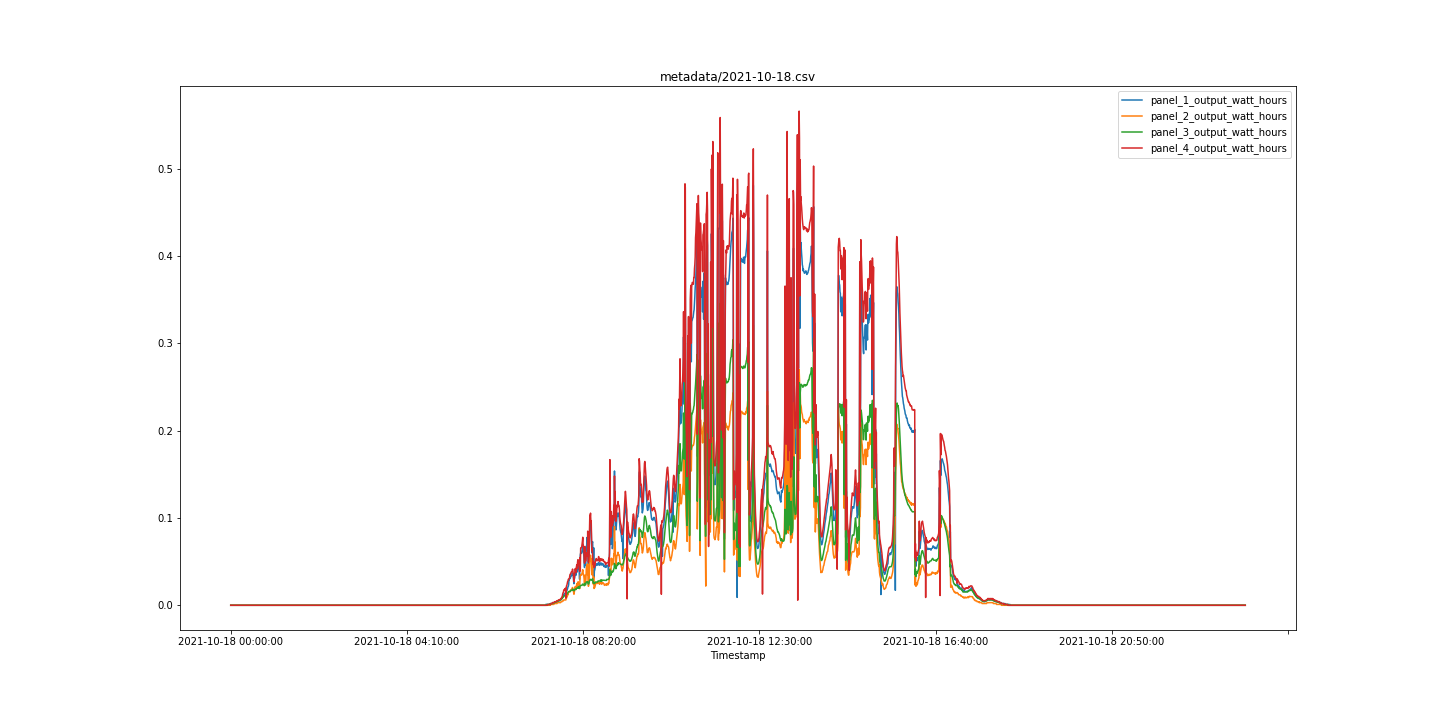 metadata/2021-10-18.csv
panel_1_output_watt_hours
panel_2_output_watt_hours
panel_3_output_watt_hours
panel_4_output_watt_hours
0.5
0.4
0.3
0.2
0.1
0.0
2021-10-18 00:00:00 2021-10-18 04:10:00 2021-10-18 08:20:00 2021-10-18 12:30:00 2021-10-18 16:40:00 2021-10-18 20:50:00
Timestamp